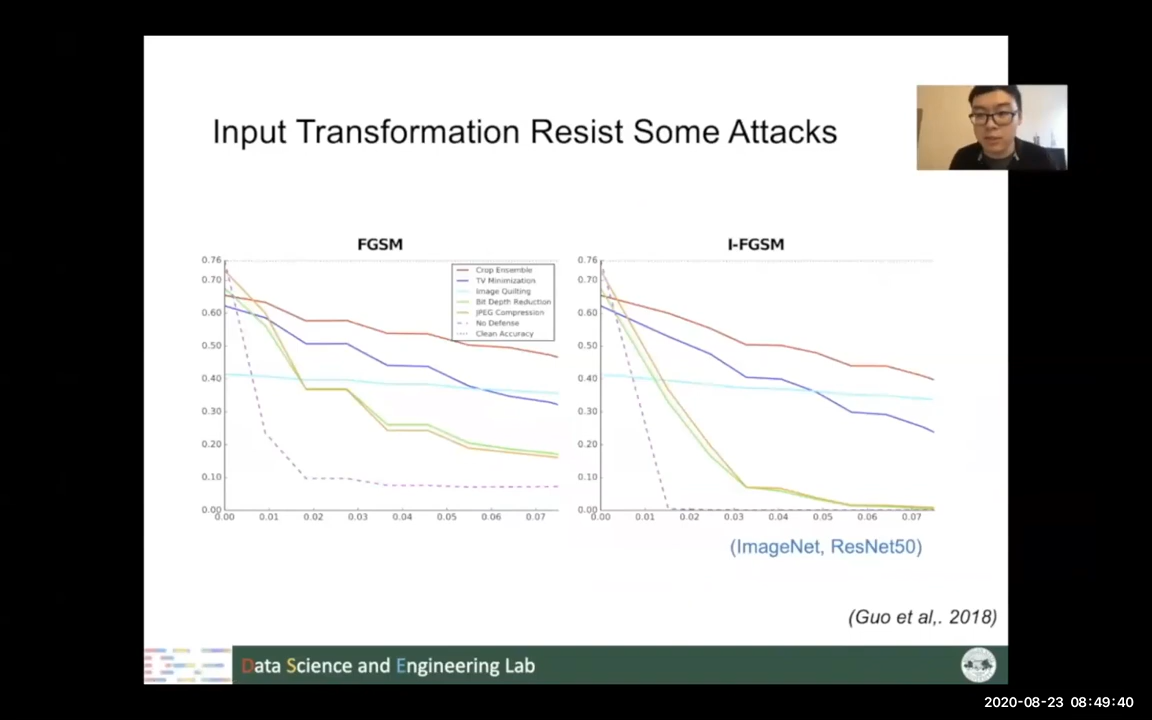 Input Transformation Resist Some Attacks
FGSM
0.76
0.70
0.60
0.50
0.40
0.30
0.20
0.10
0.00
0.00 0.01 0.02 0.03 0.04 0.05 0.06 0.07
Crop Ensemble
TV Minimization
Image Quilting
Bit Depth Reduction
JPEG Compression
No Defense
Clean Accuracy
I-FGSM
0.76
0.70
0.60
0.50
0.40
0.30
0.20
0.10
0.00
0.00 0.01 0.02 0.03 0.04 0.05 0.06 0.07
(ImageNet, ResNet50)
(Guo et al,. 2018)
Data Science and Engineering Lab
2020-08-23 08:49:40